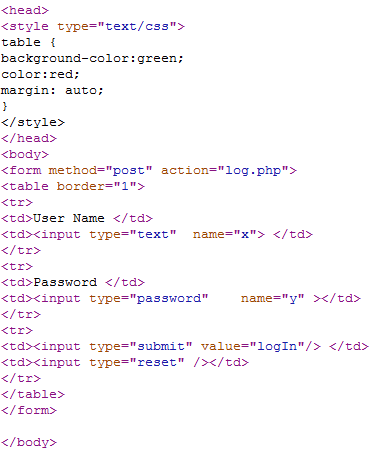 <head>
<style type="text/css">
table {
background-color:green;
color:red;
margin: auto;
}
</style>
</head>
<body>
<form method="post" action="log.php">
<table border="1">
<tr>
<td>User Name </td>
<td><input type="text"  name="x"> </td>
</tr>
<tr>
<td>Password </td>
<td><input type="password"    name="y" ></td>
</tr>
<tr>
<td><input type="submit" value="logIn"/> </td>
<td><input type="reset" /></td>
</tr>
</table>
</form>

</body>